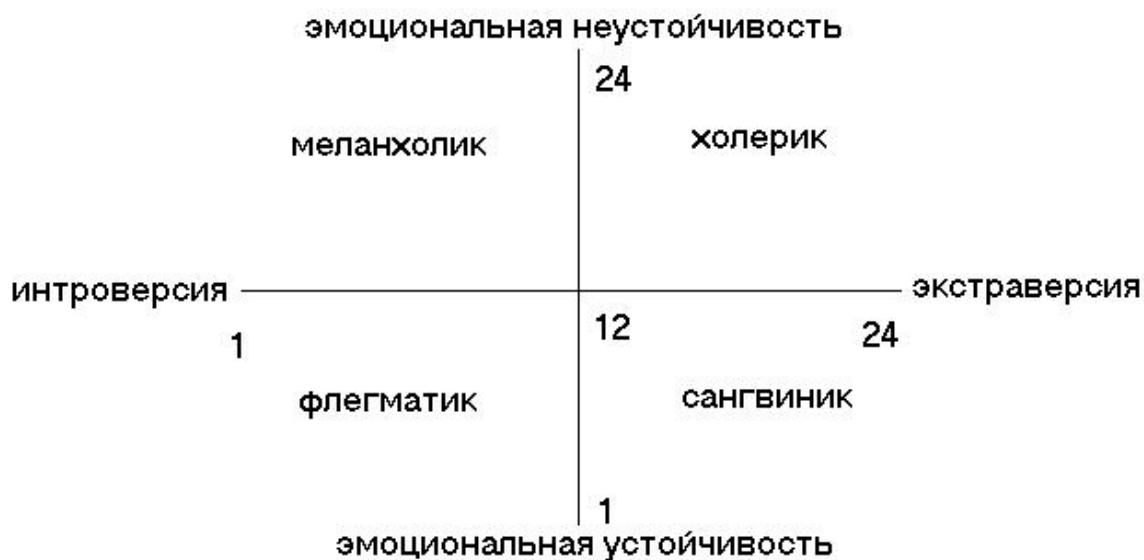 эмоциональная неустойчивость
24
меланхолик
холерик
интроверсия
экстраверсия
1
12
24
флегматик
сангвиник
1
эмоциональная устойчивость